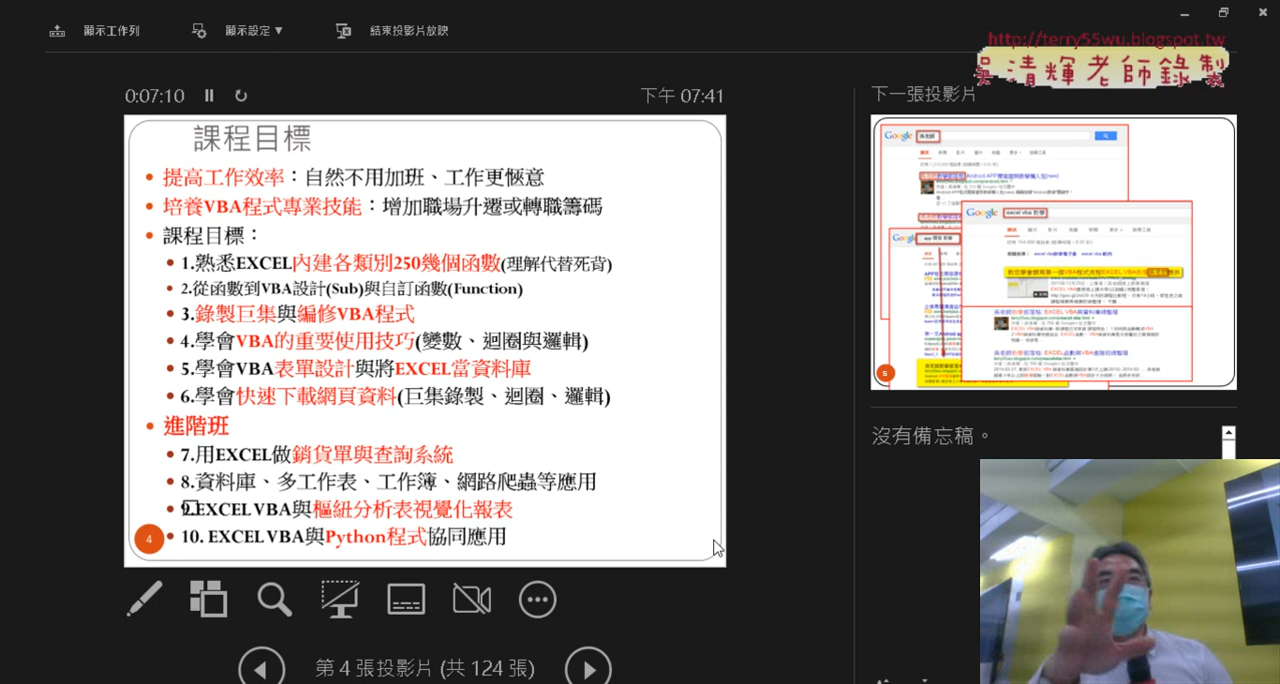 顯示工作列
顯示設定 ▼
結束投影片放映
http://terry55wu.blogspot.tw
吳清輝老師錄製
0:07:10
下午 07:41
下一張投影片
課程目標
• 提高工作效率：自然不用加班、工作更愜意
• 培養VBA程式專業技能：增加職場升遷或轉職籌碼
• 課程目標：
• 1.熟悉EXCEL內建各類別250幾個函數(理解代替死背)
• 2.從函數到VBA設計(Sub)與自訂函數(Function)
• 3.錄製巨集與編修VBA程式
• 4.學會VBA的重要使用技巧(變數、迴圈與邏輯)
• 5.學會VBA表單設計與將EXCEL當資料庫
• 6.學會快速下載網頁資料(巨集錄製、迴圈、邏輯)
• 進階班
• 7.用EXCEL做銷貨單與查詢系統
• 8.資料庫、多工作表、工作簿、網路爬蟲等應用
• 9.EXCEL VBA與樞紐分析表視覺化報表
• 10. EXCEL VBA與Python程式協同應用
4
Google 吳老師
Google excel vba 教學
Google
5
沒有備忘稿。
第 4 張投影片 (共 124 張)